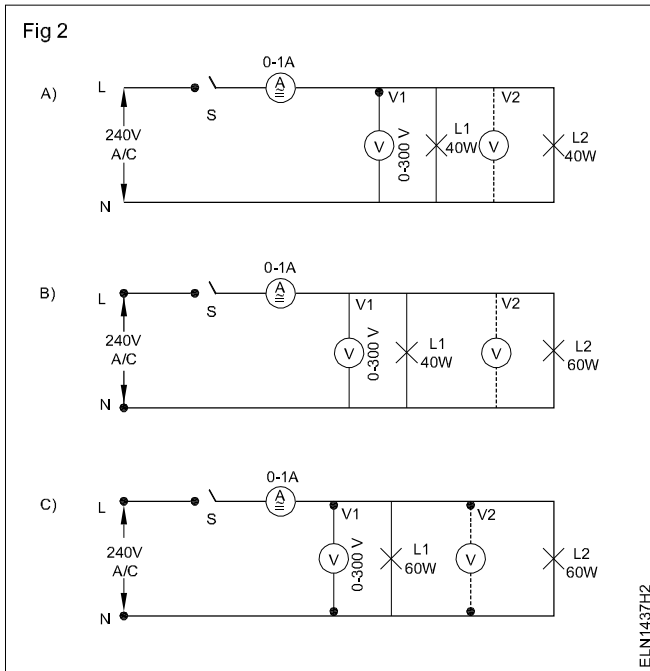 Fig 2
A)
L
240V
A/C
N
S
0-1A
A
V1
V
0-300 V
L1
40W
V2
V
L2
40W
B)
L
240V
A/C
N
S
0-1A
A
V1
V
0-300 V
L1
40W
V2
V
L2
60W
C)
L
240V
A/C
N
S
0-1A
A
V1
V
0-300 V
L1
60W
V2
V
L2
60W
ELN1437H2